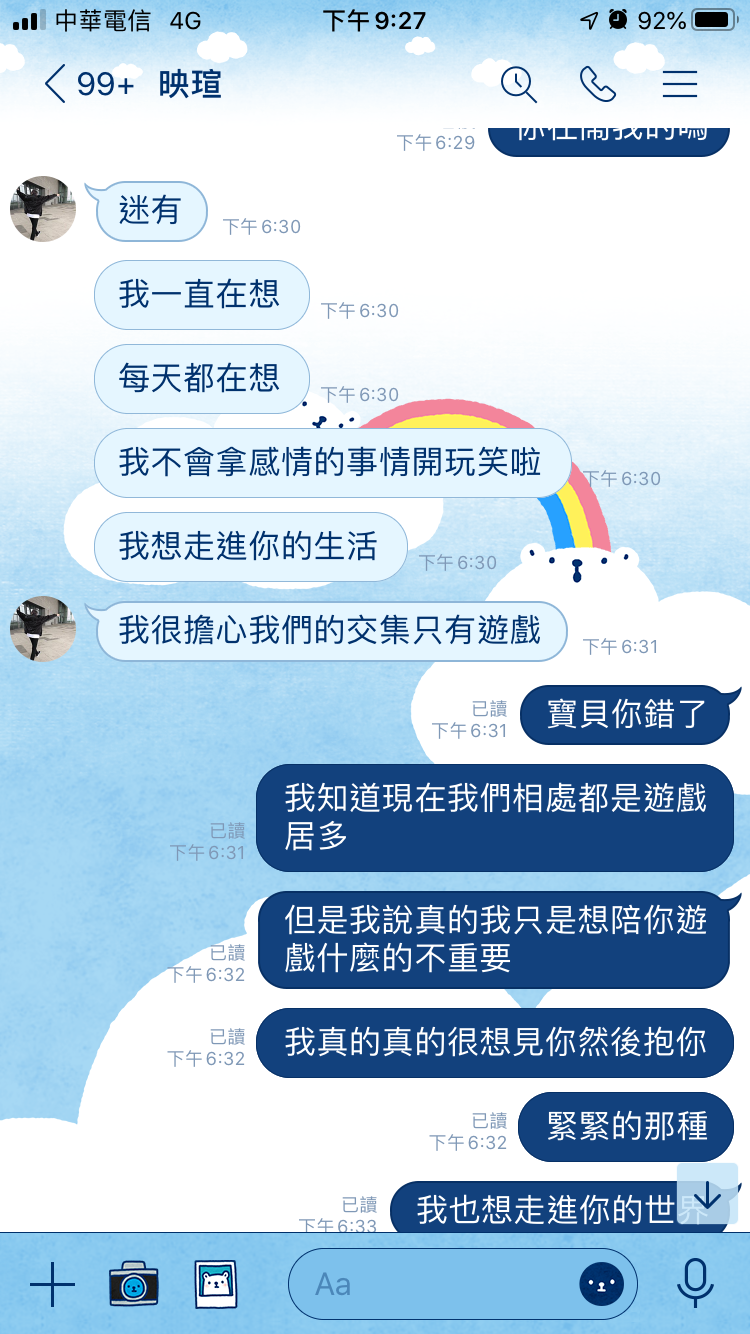 中華電信 4G 下午9:27 92%
99+ 映瑄
下午6:29 你在鬧我的嗎
迷有 下午6:30
我一直在想 下午6:30
每天都在想 下午6:30
我不會拿感情的事情開玩笑啦 下午6:30
我想走進你的生活 下午6:30
我很擔心我們的交集只有遊戲 下午6:31
已讀
下午6:31 寶貝你錯了
我知道現在我們相處都是遊戲
居多
已讀
下午6:31
但是我說真的我只是想陪你遊
戲什麼的不重要
已讀
下午6:32
已讀
下午6:32 我真的真的很想見你然後抱你
已讀
下午6:32 緊緊的那種
已讀
下午6:33 我也想走進你的世界
Aa